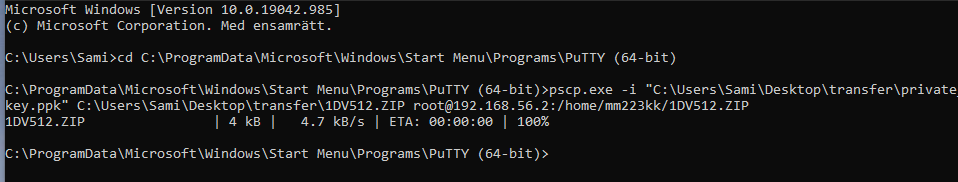 Microsoft Windows [Version 10.0.19042.985]
(c) Microsoft Corporation. Med ensamrätt.
C:\Users\Sami>cd C:\ProgramData\Microsoft\Windows\Start Menu\Programs\PuTTY (64-bit)
C:\ProgramData\Microsoft\Windows\Start Menu\Programs\PuTTY (64-bit)>pscp.exe -i "C:\Users\Sami\Desktop\transfer\private_
key.ppk" C:\Users\Sami\Desktop\transfer\1DV512.ZIP root@192.168.56.2:/home/mm223kk/1DV512.ZIP
1DV512.ZIP                | 4 kB |   4.7 kB/s | ETA: 00:00:00 | 100%
C:\ProgramData\Microsoft\Windows\Start Menu\Programs\PuTTY (64-bit)>